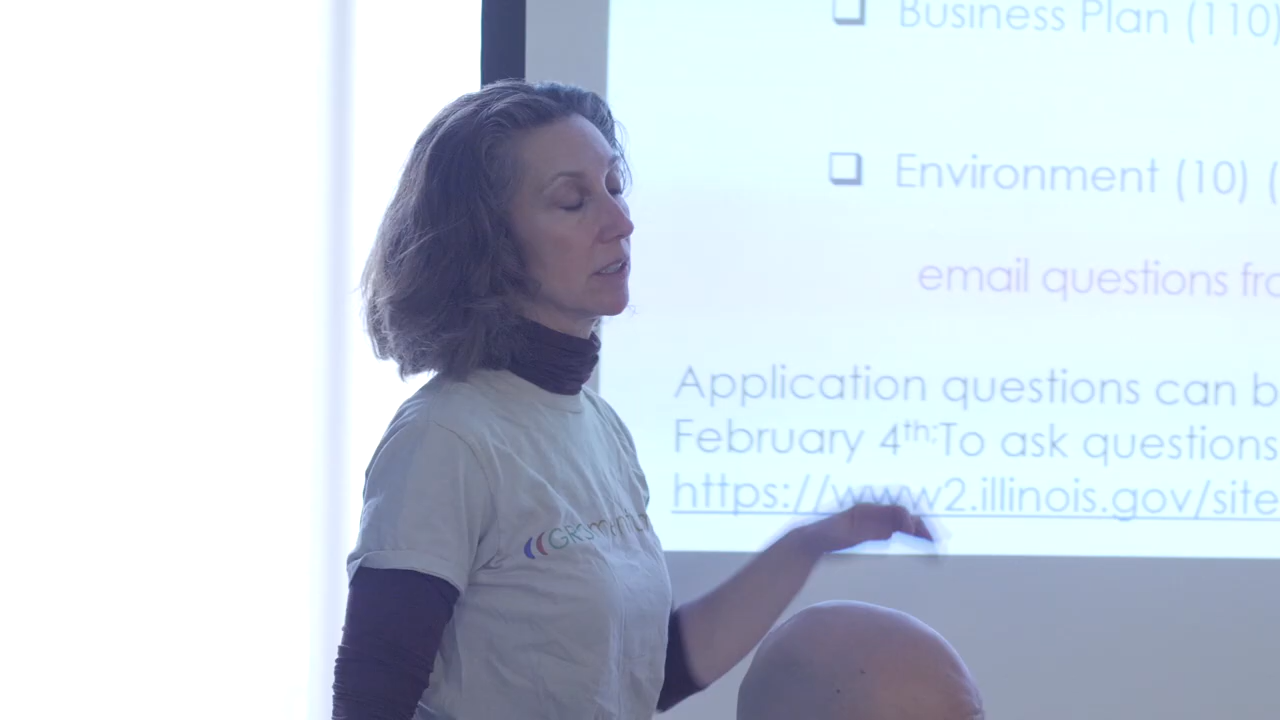 Business Plan (110)
Environment (10) (
email questions fro
Application questions can b
February 4th;To ask questions
https://www2.illinois.gov/site